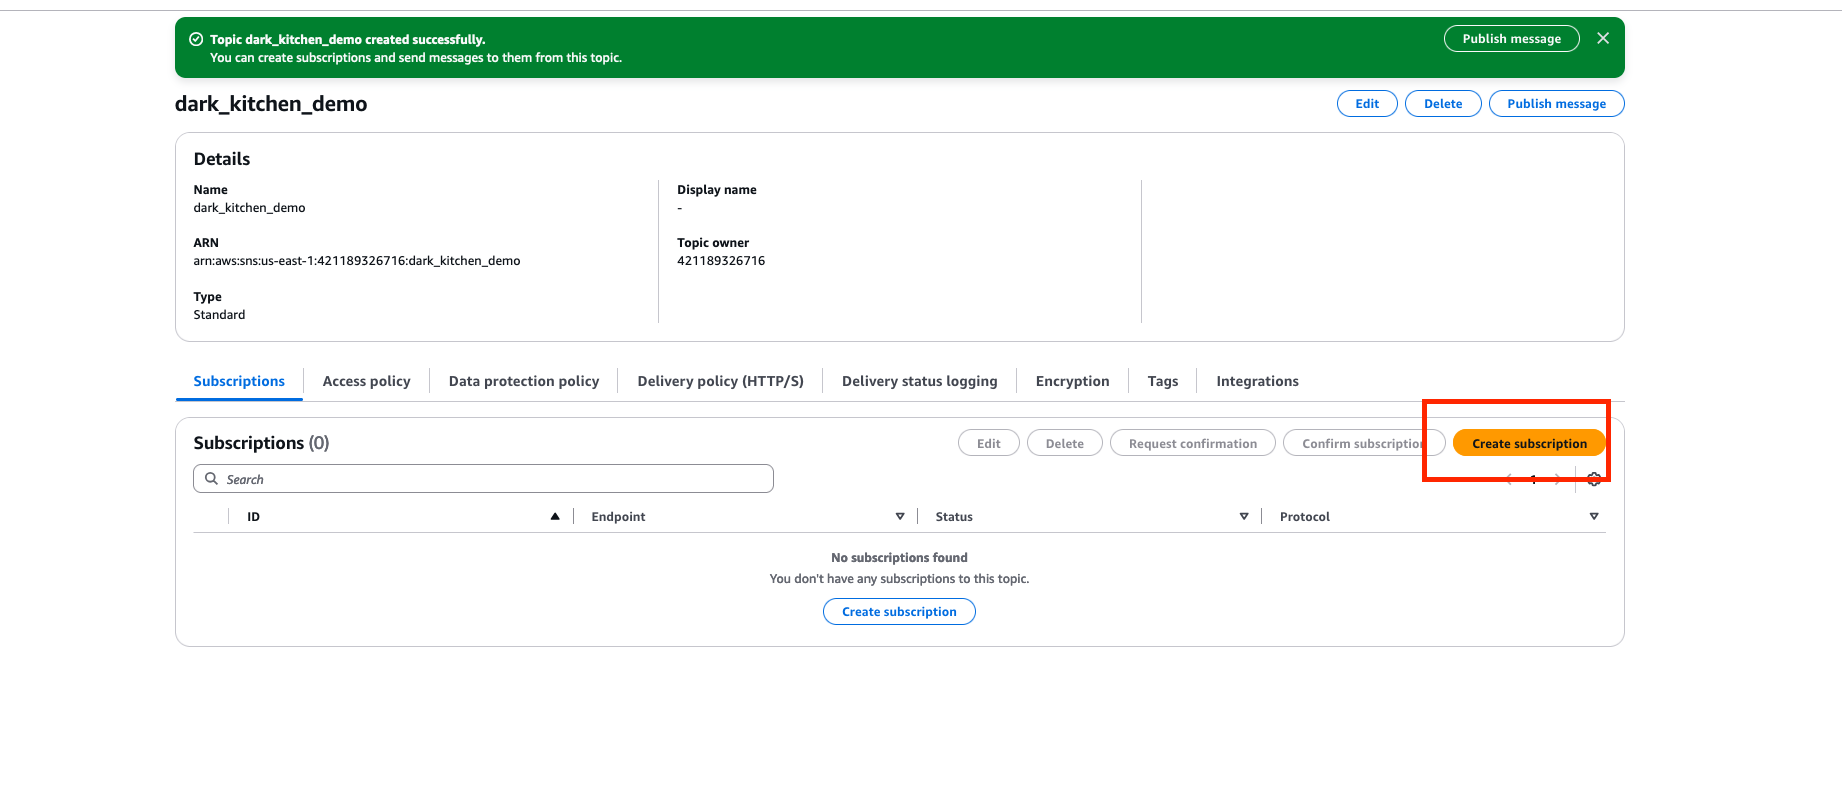 Topic dark_kitchen_demo created successfully.
You can create subscriptions and send messages to them from this topic.
Publish message
dark_kitchen_demo
Edit
Delete
Publish message
Details
Name
dark_kitchen_demo
ARN
arn:aws:sns:us-east-1:421189326716:dark_kitchen_demo
Type
Standard
Display name
-
Topic owner
421189326716
Subscriptions
Access policy
Data protection policy
Delivery policy (HTTP/S)
Delivery status logging
Encryption
Tags
Integrations
Subscriptions (0)
Edit
Delete
Request confirmation
Confirm subscription
Create subscription
Search
1
ID
Endpoint
Status
Protocol
No subscriptions found
You don't have any subscriptions to this topic.
Create subscription